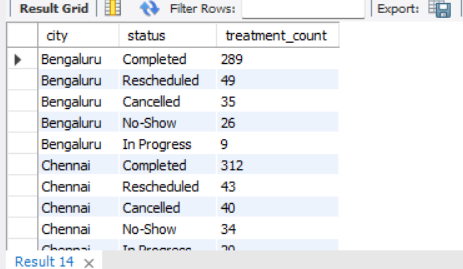 Result Grid Filter Rows: Export:
city status treatment_count
Bengaluru Completed 289
Bengaluru Rescheduled 49
Bengaluru Cancelled 35
Bengaluru No-Show 26
Bengaluru In Progress 9
Chennai Completed 312
Chennai Rescheduled 43
Chennai Cancelled 40
Chennai No-Show 34
Chennai In Progress
Result 14 ×